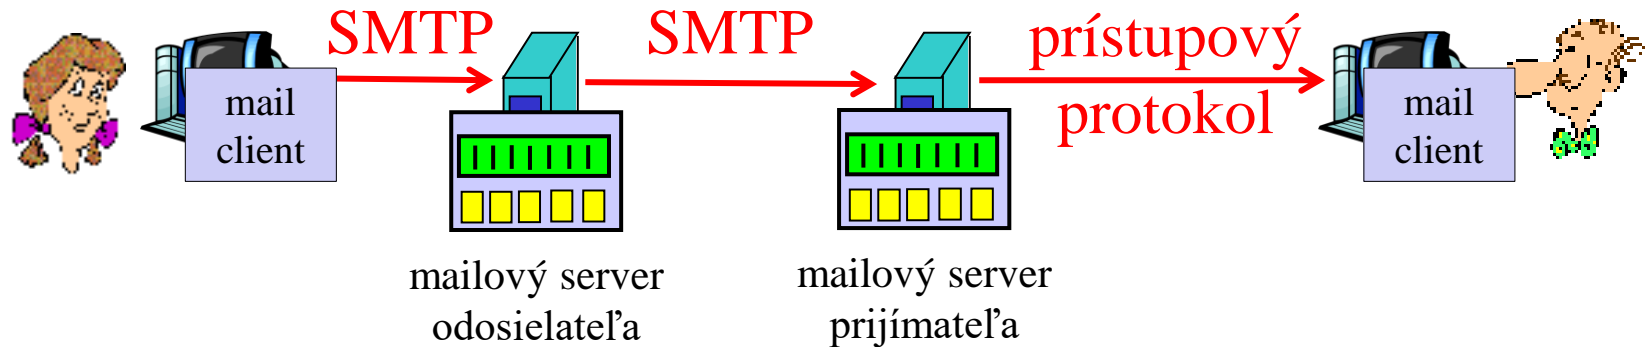 SMTP
SMTP
prístupový
protokol
mail
client
mail
client
mailový server
odosielateľa
mailový server
prijímateľa